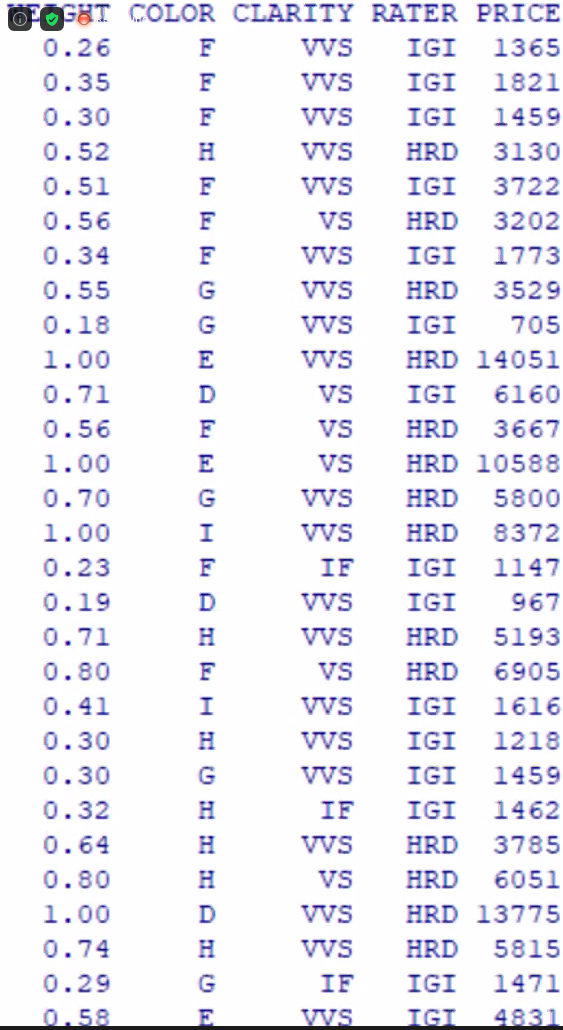 WEIGHT COLOR CLARITY RATER PRICE
0.26 F VVS IGI 1365
0.35 F VVS IGI 1821
0.30 F VVS IGI 1459
0.52 H VVS HRD 3130
0.51 F VVS IGI 3722
0.56 F VS HRD 3202
0.34 F VVS IGI 1773
0.55 G VVS HRD 3529
0.18 G VVS IGI 705
1.00 E VVS HRD 14051
0.71 D VS IGI 6160
0.56 F VS HRD 3667
1.00 E VS HRD 10588
0.70 G VVS HRD 5800
1.00 I VVS HRD 8372
0.23 F IF IGI 1147
0.19 D VVS IGI 967
0.71 H VVS HRD 5193
0.80 F VS HRD 6905
0.41 I VVS IGI 1616
0.30 H VVS IGI 1218
0.30 G VVS IGI 1459
0.32 H IF IGI 1462
0.64 H VVS HRD 3785
0.80 H VS HRD 6051
1.00 D VVS HRD 13775
0.74 H VVS HRD 5815
0.29 G IF IGI 1471
0.58 E VVS IGI 4831